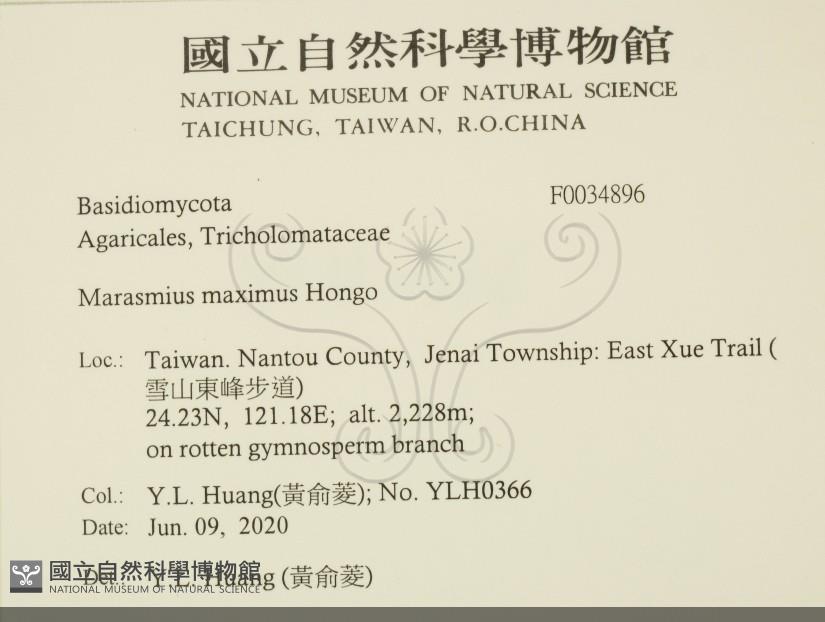 國立自然科學博物館
NATIONAL MUSEUM OF NATURAL SCIENCE
TAICHUNG, TAIWAN, R.O.CHINA
Basidiomycota F0034896
Agaricales, Tricholomataceae
Marasmius maximus Hongo
Loc.: Taiwan. Nantou County, Jenai Township: East Xue Trail (
雪山東峰步道)
24.23N, 121.18E; alt. 2,228m;
on rotten gymnosperm branch
Col.: Y.L. Huang(黃俞菱); No. YLH0366
Date: Jun. 09, 2020
Det.: Y.L. Huang (黃俞菱)
國立自然科學博物館
NATIONAL MUSEUM OF NATURAL SCIENCE